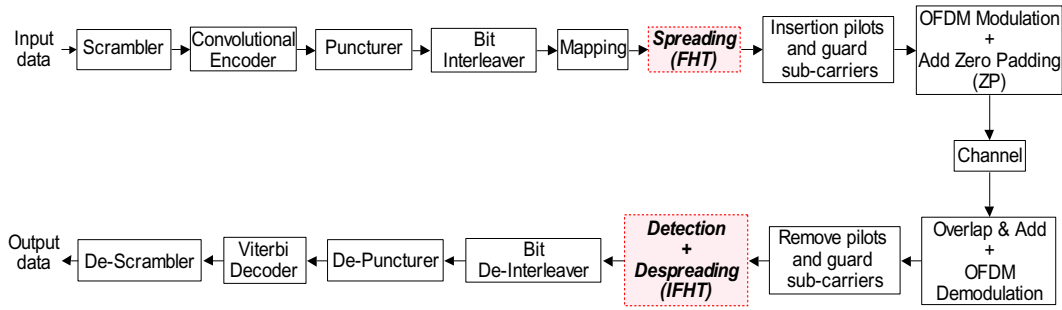 Input
data
Scrambler
Convolutional
Encoder
Puncturer
Bit
Interleaver
Mapping
Spreading
(FHT)
Insertion pilots
and guard
sub-carriers
OFDM Modulation
+
Add Zero Padding
(ZP)
Channel
Output
data
De-Scrambler
Viterbi
Decoder
De-Puncturer
Bit
De-Interleaver
Detection
+
Despreading
(IFHT)
Remove pilots
and guard
sub-carriers
Overlap & Add
+
OFDM
Demodulation